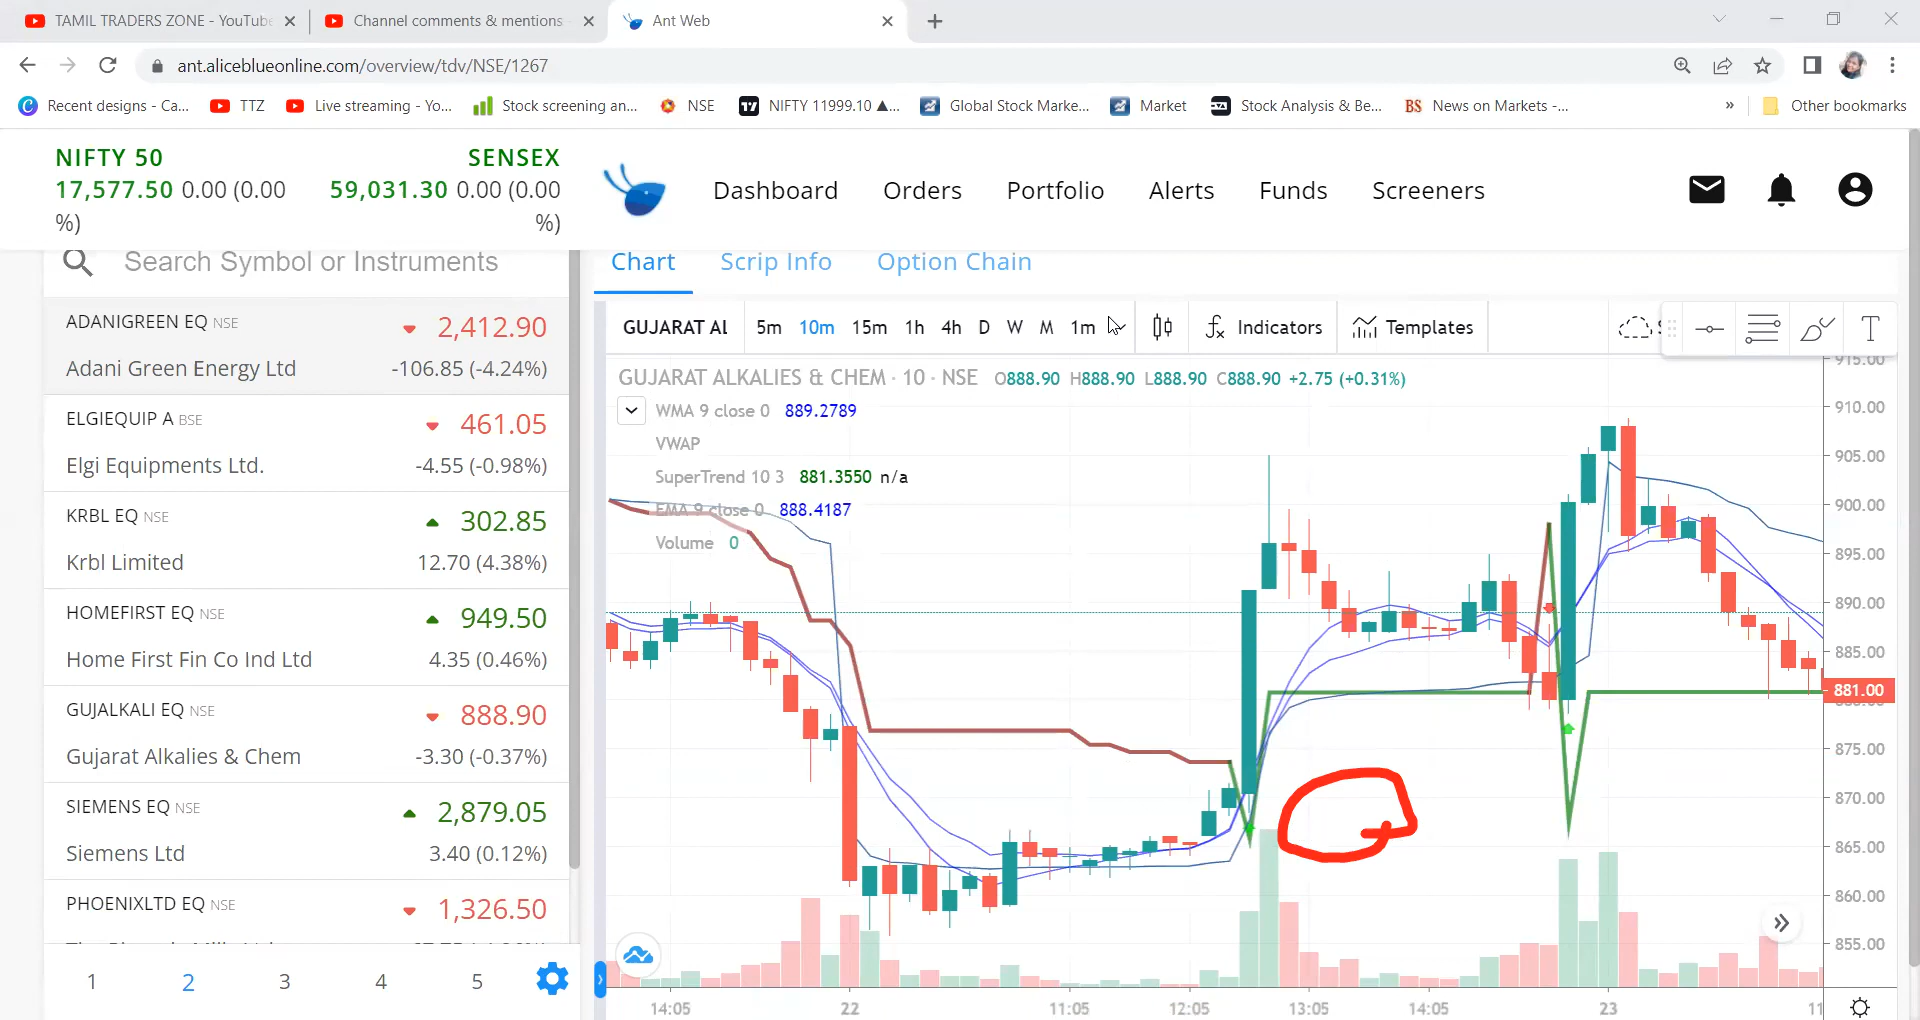 TAMIL TRADERS ZONE - YouTube
Channel comments & mentions -
Ant Web
ant.aliceblueonline.com/overview/tdv/NSE/1267
Recent designs - Ca...
TTZ
Live streaming - Yo...
Stock screening an...
NSE
NIFTY 11999.10 ▲...
Global Stock Marke...
Market
Stock Analysis & Be...
BS News on Markets -...
»
Other bookmarks
NIFTY 50
17,577.50 0.00 (0.00
%)
SENSEX
59,031.30 0.00 (0.00
%)
Dashboard
Orders
Portfolio
Alerts
Funds
Screeners
Search Symbol or Instruments
ADANIGREEN EQ NSE
2,412.90
Adani Green Energy Ltd
-106.85 (-4.24%)
ELGIEQUIP A BSE
461.05
Elgi Equipments Ltd.
-4.55 (-0.98%)
KRBL EQ NSE
302.85
Krbl Limited
12.70 (4.38%)
HOMEFIRST EQ NSE
949.50
Home First Fin Co Ind Ltd
4.35 (0.46%)
GUJALKALI EQ NSE
888.90
Gujarat Alkalies & Chem
-3.30 (-0.37%)
SIEMENS EQ NSE
2,879.05
Siemens Ltd
3.40 (0.12%)
PHOENIXLTD EQ NSE
1,326.50
1 2 3 4 5
Chart
Scrip Info
Option Chain
GUJARAT Al
5m 10m 15m 1h 4h D W M 1m
Indicators
Templates
T
GUJARAT ALKALIES & CHEM · 10 · NSE O888.90 H888.90 L888.90 C888.90 +2.75 (+0.31%)
WMA 9 close 0 889.2789
VWAP
SuperTrend 10 3 881.3550 n/a
EMA 9 close 0 888.4187
Volume 0
915.00
910.00
905.00
900.00
895.00
890.00
885.00
881.00
875.00
870.00
865.00
860.00
855.00
14:05 22 11:05 12:05 13:05 14:05 23 11